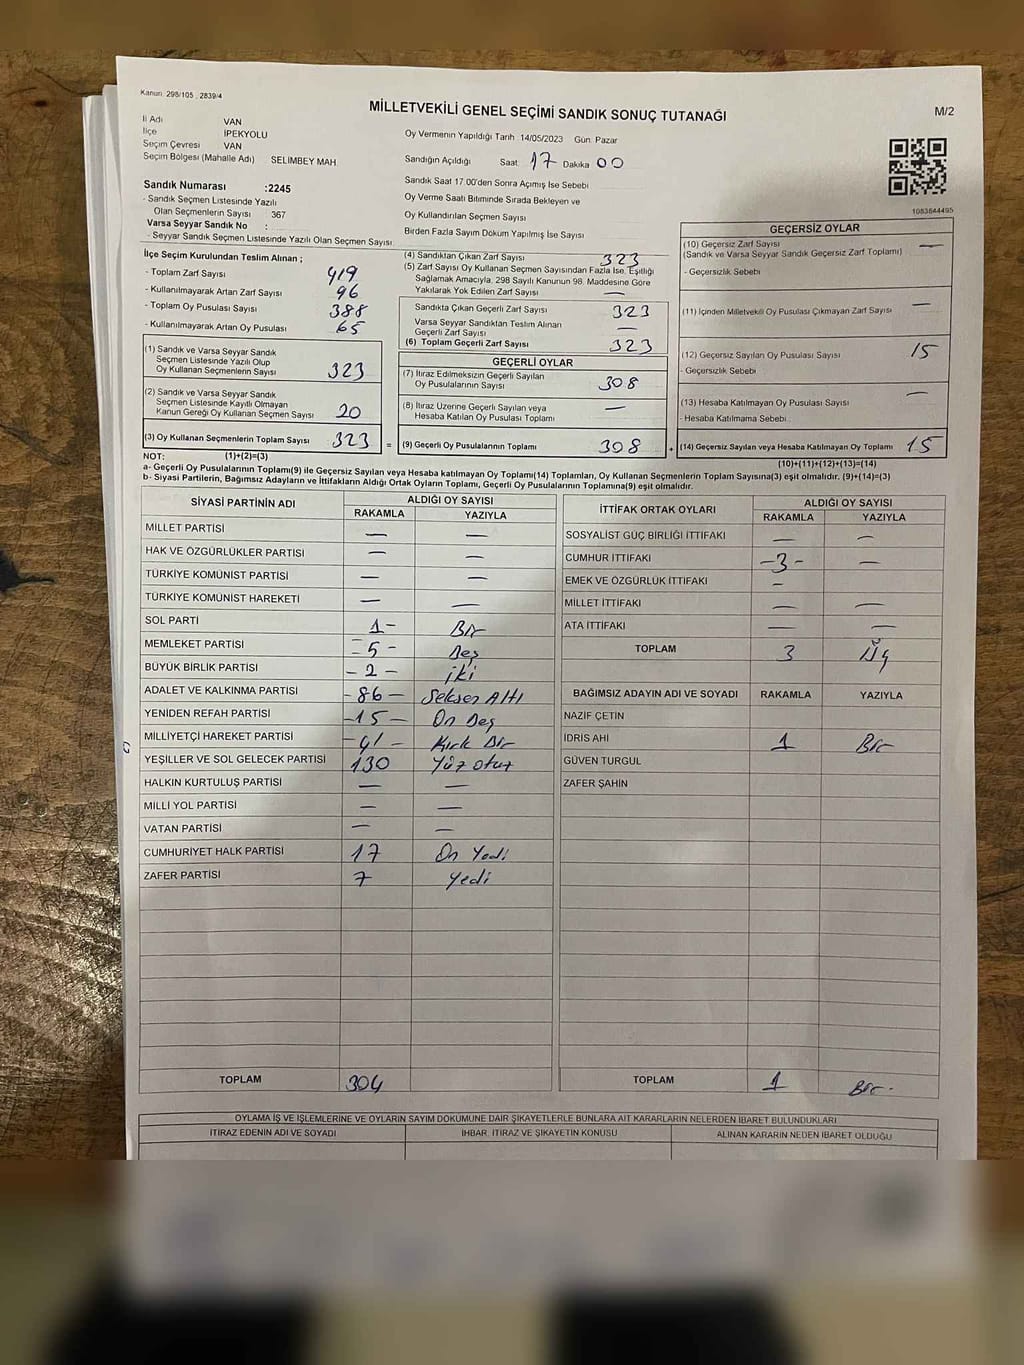 Kanun: 298/105 , 2839/4
MİLLETVEKİLİ GENEL SEÇİMİ SANDIK SONUÇ TUTANAĞI
M/2
İl Adı VAN
İlçe İPEKYOLU
Seçim Çevresi VAN
Seçim Bölgesi (Mahalle Adı) SELİMBEY MAH.
Oy Vermenin Yapıldığı Tarih 14/05/2023 Gün: Pazar
Sandığın Açıldığı Saat 17 Dakika 00
Sandık Saat 17.00'den Sonra Açımış İse Sebebi
Oy Verme Saati Bitiminde Sırada Bekleyen ve
Oy Kullandırılan Seçmen Sayısı
Birden Fazla Sayım Döküm Yapılmış İse Sayısı
1083844495
Sandık Numarası :2245
- Sandık Seçmen Listesinde Yazılı
Olan Seçmenlerin Sayısı 367
Varsa Seyyar Sandık No :
- Seyyar Sandık Seçmen Listesinde Yazılı Olan Seçmen Sayısı
İlçe Seçim Kurulundan Teslim Alınan ;
- Toplam Zarf Sayısı 419
- Kullanılmayarak Artan Zarf Sayısı 96
- Toplam Oy Pusulası Sayısı 388
- Kullanılmayarak Artan Oy Pusulası 65
(1) Sandık ve Varsa Seyyar Sandık
Seçmen Listesinde Yazılı Olup
Oy Kullanan Seçmenlerin Sayısı 323
(2) Sandık ve Varsa Seyyar Sandık
Seçmen Listesinde Kayıtlı Olmayan
Kanun Gereği Oy Kullanan Seçmen Sayısı 20
(3) Oy Kullanan Seçmenlerin Toplam Sayısı 323 =
(4) Sandıktan Çıkan Zarf Sayısı 323
(5) Zarf Sayısı Oy Kullanan Seçmen Sayısından Fazla İse, Eşitliği
Sağlamak Amacıyla, 298 Sayılı Kanunun 98. Maddesine Göre
Yakılarak Yok Edilen Zarf Sayısı —
Sandıkta Çıkan Geçerli Zarf Sayısı 323
Varsa Seyyar Sandıktan Teslim Alınan
Geçerli Zarf Sayısı —
(6) Toplam Geçerli Zarf Sayısı 323
GEÇERLİ OYLAR
(7) İtiraz Edilmeksizin Geçerli Sayılan
Oy Pusulalarının Sayısı 308
(8) İtiraz Üzerine Geçerli Sayılan veya
Hesaba Katılan Oy Pusulası Toplamı —
(9) Geçerli Oy Pusulalarının Toplamı 308 +
GEÇERSİZ OYLAR
(10) Geçersiz Zarf Sayısı —
(Sandık ve Varsa Seyyar Sandık Geçersiz Zarf Toplamı)
- Geçersizlik Sebebi
(11) İçinden Milletvekili Oy Pusulası Çıkmayan Zarf Sayısı —
(12) Geçersiz Sayılan Oy Pusulası Sayısı 15
- Geçersizlik Sebebi
(13) Hesaba Katılmayan Oy Pusulası Sayısı —
- Hesaba Katılmama Sebebi :
(14) Geçersiz Sayılan veya Hesaba Katılmayan Oy Toplamı 15
NOT: (1)+(2)=(3)
(10)+(11)+(12)+(13)=(14)
a- Geçerli Oy Pusulalarının Toplamı(9) ile Geçersiz Sayılan veya Hesaba katılmayan Oy Toplamı(14) Toplamları, Oy Kullanan Seçmenlerin Toplam Sayısına(3) eşit olmalıdır. (9)+(14)=(3)
b- Siyasi Partilerin, Bağımsız Adayların ve İttifakların Aldığı Ortak Oyların Toplamı, Geçerli Oy Pusulalarının Toplamına(9) eşit olmalıdır.
SİYASİ PARTİNİN ADI ALDIĞI OY SAYISI
RAKAMLA YAZIYLA
MİLLET PARTİSİ — —
HAK VE ÖZGÜRLÜKLER PARTİSİ — —
TÜRKİYE KOMÜNİST PARTİSİ — —
TÜRKİYE KOMÜNİST HAREKETİ — —
SOL PARTİ 1- Bir
MEMLEKET PARTİSİ -5- Beş
BÜYÜK BİRLİK PARTİSİ -2- iki
ADALET VE KALKINMA PARTİSİ -86- Seksen Altı
YENİDEN REFAH PARTİSİ -15- On Beş
MİLLİYETÇİ HAREKET PARTİSİ -41- Kırk Bir
YEŞİLLER VE SOL GELECEK PARTİSİ 130 Yüz otuz
HALKIN KURTULUŞ PARTİSİ — —
MİLLİ YOL PARTİSİ — —
VATAN PARTİSİ — —
CUMHURİYET HALK PARTİSİ 17 On Yedi
ZAFER PARTİSİ 7 Yedi
TOPLAM 304
İTTİFAK ORTAK OYLARI ALDIĞI OY SAYISI
RAKAMLA YAZIYLA
SOSYALİST GÜÇ BİRLİĞİ İTTİFAKI — —
CUMHUR İTTİFAKI -3- —
EMEK VE ÖZGÜRLÜK İTTİFAKI —
MİLLET İTTİFAKI — —
ATA İTTİFAKI — —
TOPLAM 3 Üç
BAĞIMSIZ ADAYIN ADI VE SOYADI RAKAMLA YAZIYLA
NAZİF ÇETİN
İDRİS AHİ 1 Bir
GÜVEN TURGUL
ZAFER ŞAHİN
TOPLAM 1 Bir.
OYLAMA İŞ VE İŞLEMLERİNE VE OYLARIN SAYIM DÖKÜMÜNE DAİR ŞİKAYETLERLE BUNLARA AİT KARARLARIN NELERDEN İBARET BULUNDUKLARI
İTİRAZ EDENİN ADI VE SOYADI İHBAR, İTİRAZ VE ŞİKAYETİN KONUSU ALINAN KARARIN NEDEN İBARET OLDUĞU